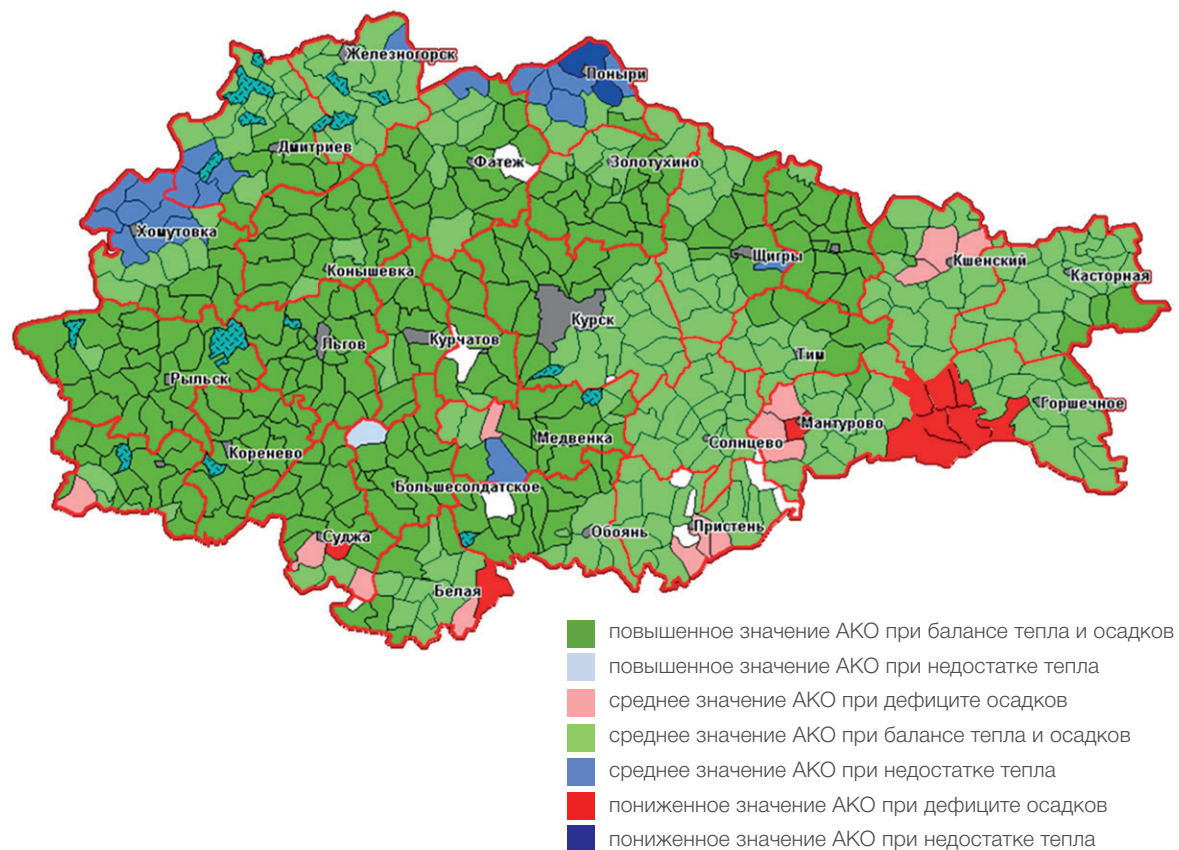 Железногорск
Поныри
Дмитриев
Фатеж
Золотухино
Хомутовка
Щигры
Кшенский
Конышевка
Касторная
Курск
Льгов
Курчатов
Тим
Рыльск
Горшечное
Мантурово
Медвенка
Солнцево
Коренево
Большесолдатское
Пристень
Обоянь
Суджа
Белая
повышенное значение АКО при балансе тепла и осадков
повышенное значение АКО при недостатке тепла
среднее значение АКО при дефиците осадков
среднее значение АКО при балансе тепла и осадков
среднее значение АКО при недостатке тепла
пониженное значение АКО при дефиците осадков
пониженное значение АКО при недостатке тепла